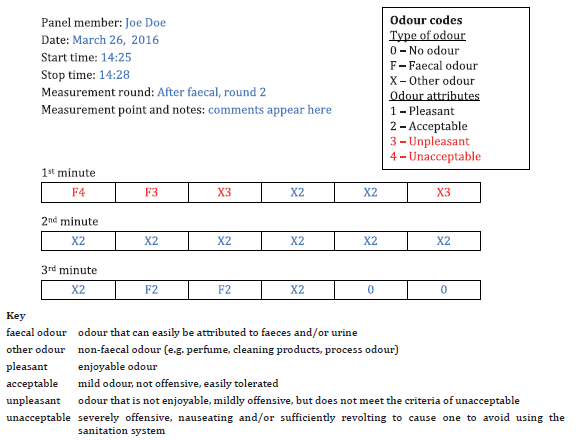 Panel member: Joe Doe
Date: March 26, 2016
Start time: 14:25
Stop time: 14:28
Measurement round: After faecal, round 2
Measurement point and notes: comments appear here
Odour codes
Type of odour
0 – No odour
F – Faecal odour
X – Other odour
Odour attributes
1 – Pleasant
2 – Acceptable
3 – Unpleasant
4 – Unacceptable
1st minute
F4 F3 X3 X2 X2 X3
2nd minute
X2 X2 X2 X2 X2 X2
3rd minute
X2 F2 F2 X2 0 0
Key
faecal odour odour that can easily be attributed to faeces and/or urine
other odour non-faecal odour (e.g. perfume, cleaning products, process odour)
pleasant enjoyable odour
acceptable mild odour, not offensive, easily tolerated
unpleasant odour that is not enjoyable, mildly offensive, but does not meet the criteria of unacceptable
unacceptable severely offensive, nauseating and/or sufficiently revolting to cause one to avoid using the
sanitation system